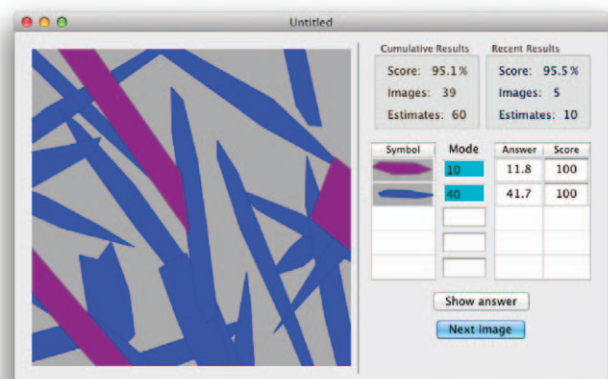 Untitled
Cumulative Results
Score: 95.1%
Images: 39
Estimates: 60
Recent Results
Score: 95.5%
Images: 5
Estimates: 10
Symbol Mode Answer Score
10 11.8 100
40 41.7 100
Show answer
Next image